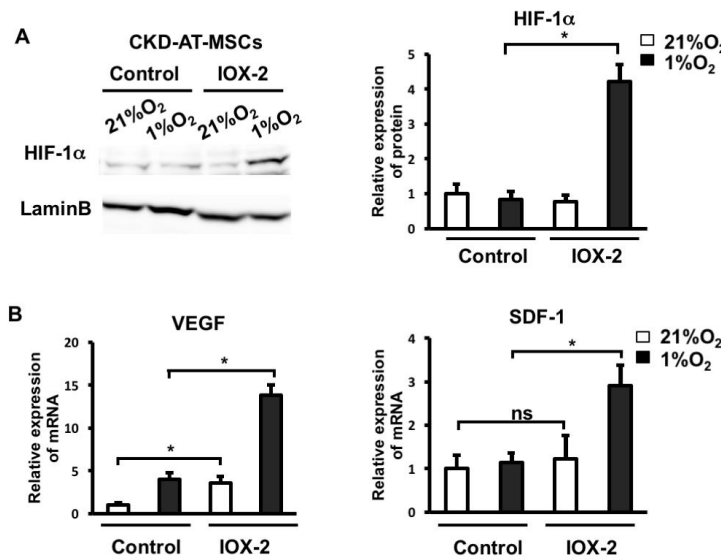 A
CKD-AT-MSCs
Control IOX-2
21%O₂ 1%O₂ 21%O₂ 1%O₂
HIF-1α
LaminB
HIF-1α
21%O₂
1%O₂
*
Relative expression
of protein
5
4
3
2
1
0
Control IOX-2
B
VEGF
Relative expression
of mRNA
20
15
10
5
0
*
*
Control IOX-2
SDF-1
21%O₂
1%O₂
Relative expression
of mRNA
4
3
2
1
0
*
ns
Control IOX-2